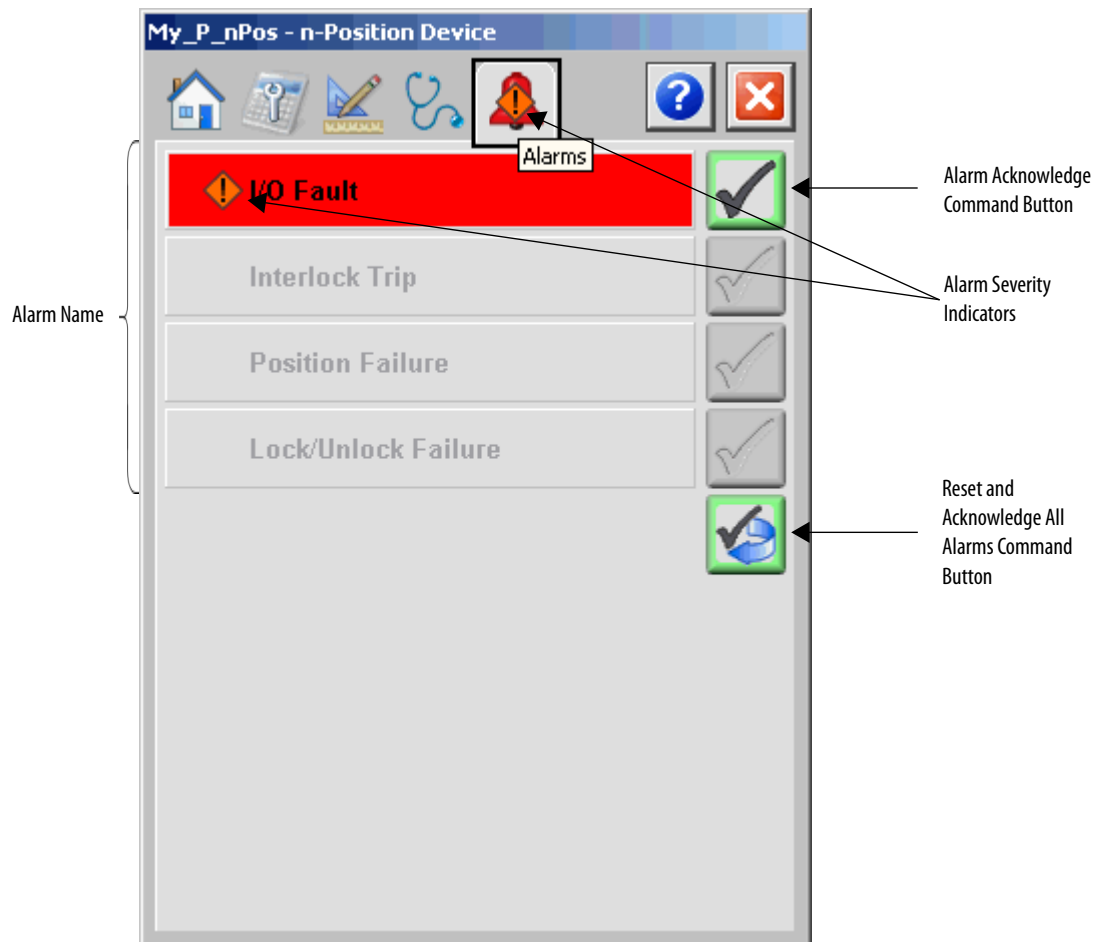 My_P_nPos - n-Position Device
Alarms
I/O Fault
Interlock Trip
Position Failure
Lock/Unlock Failure
Alarm Name
Alarm Acknowledge
Command Button
Alarm Severity
Indicators
Reset and
Acknowledge All
Alarms Command
Button